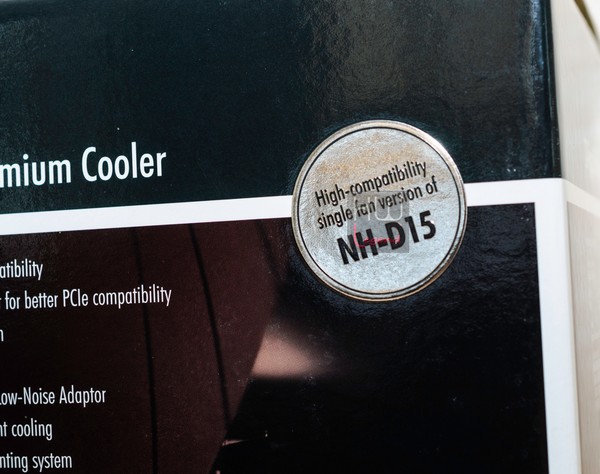 mium Cooler
High-compatibility
single fan version of
NH-D15
atibility
for better PCIe compatibility
Low-Noise Adaptor
nt cooling
nting system